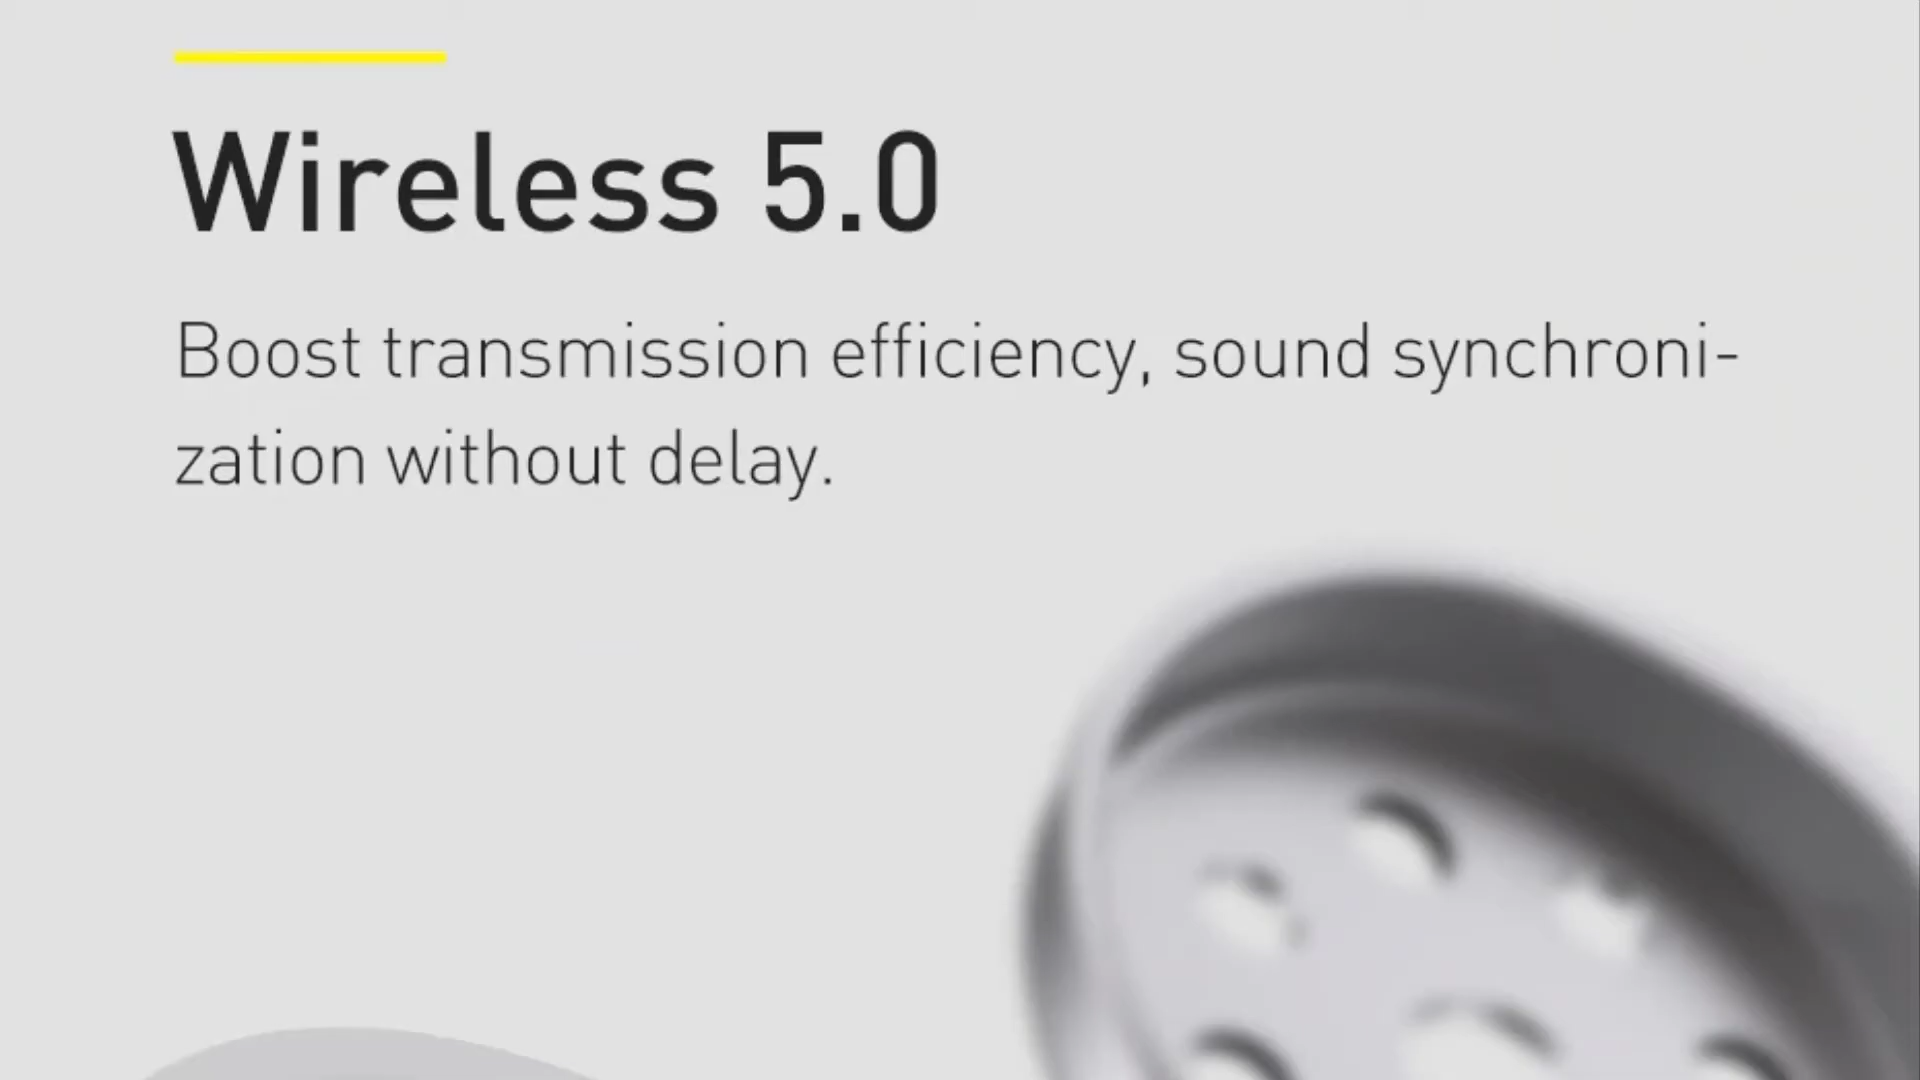 Wireless 5.0
Boost transmission efficiency, sound synchroni-
zation without delay.